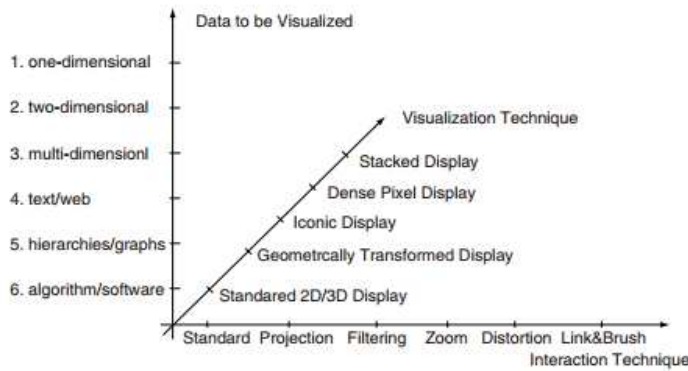 Data to be Visualized
1. one-dimensional
2. two-dimensional
Visualization Technique
3. multi-dimensionl
Stacked Display
Dense Pixel Display
4. text/web
Iconic Display
5. hierarchies/graphs
Geometrcally Transformed Display
6. algorithm/software
Standared 2D/3D Display
Standard Projection Filtering Zoom Distortion Link&Brush
Interaction Technique